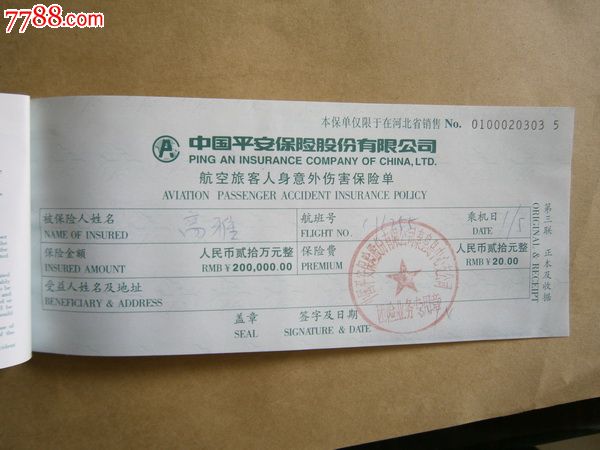 7788.com
本保单仅限于在河北省销售 No. 0100020303 5
中国平安保险股份有限公司
PING AN INSURANCE COMPANY OF CHINA, LTD.
航空旅客人身意外伤害保险单
AVIATION PASSENGER ACCIDENT INSURANCE POLICY
被保险人姓名 高雅 航班号 乘机日 1/5
NAME OF INSURED FLIGHT NO. DATE
保险金额 人民币贰拾万元整 保险费 人民币贰拾元整
INSURED AMOUNT RMB ¥200,000.00 PREMIUM RMB ¥20.00
受益人姓名及地址
BENEFICIARY & ADDRESS
盖章 签字及日期
SEAL SIGNATURE & DATE
第三联 正本及收据
ORIGINAL & RECEIPT